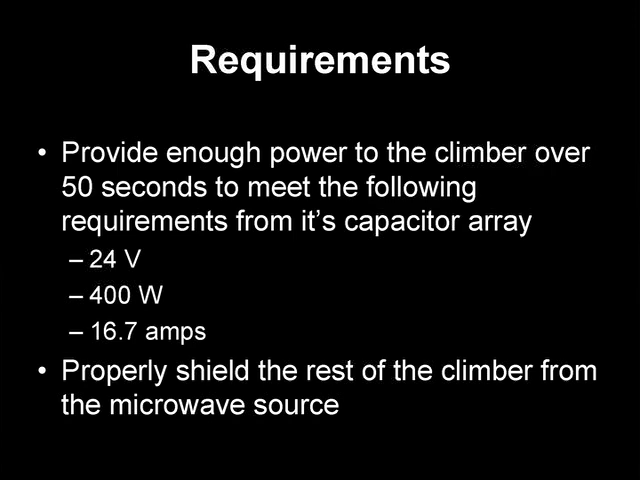 Requirements
• Provide enough power to the climber over
50 seconds to meet the following
requirements from it's capacitor array
– 24 V
– 400 W
– 16.7 amps
• Properly shield the rest of the climber from
the microwave source